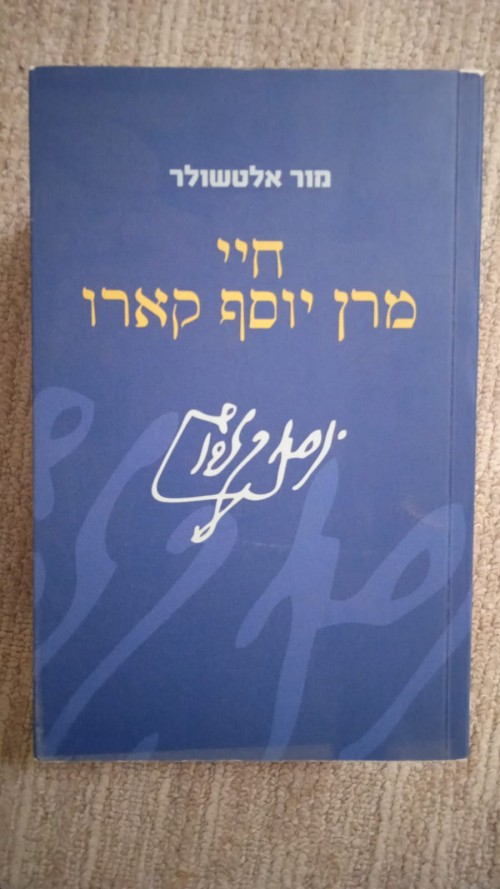 מור אלטשולר
חיי
מרן יוסף קארו